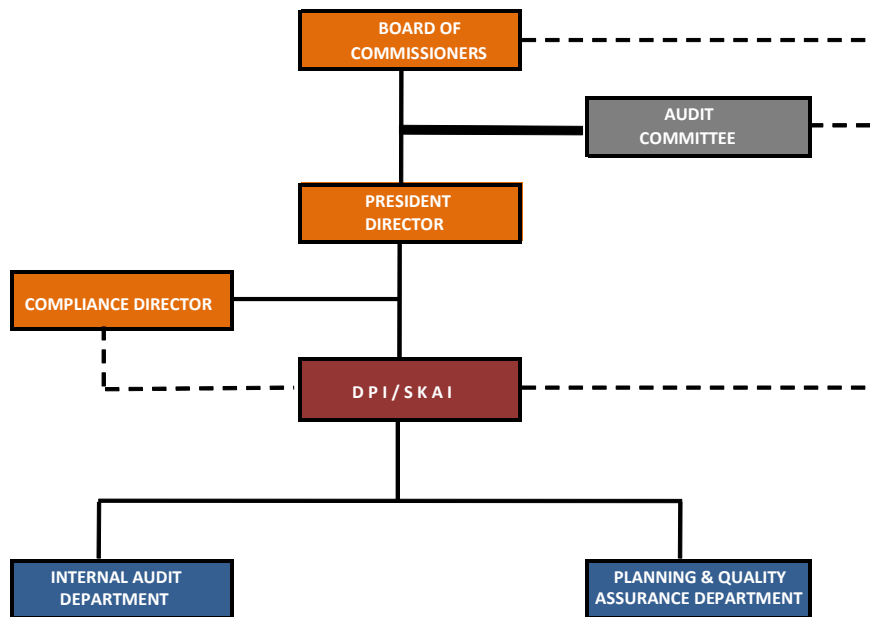 BOARD OF
COMMISSIONERS
AUDIT
COMMITTEE
PRESIDENT
DIRECTOR
COMPLIANCE DIRECTOR
D P I / S K A I
INTERNAL AUDIT
DEPARTMENT
PLANNING & QUALITY
ASSURANCE DEPARTMENT